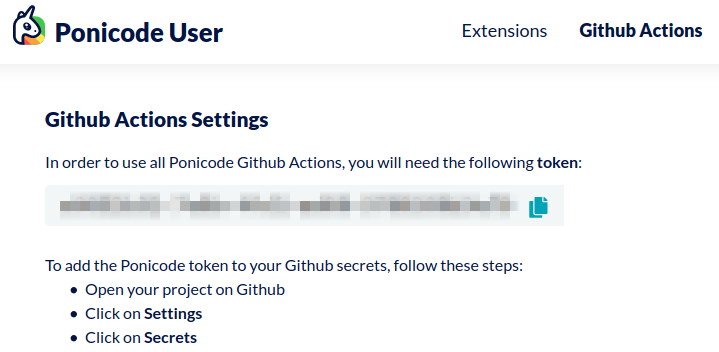 Ponicode User
Extensions
Github Actions
Github Actions Settings
In order to use all Ponicode Github Actions, you will need the following token:
To add the Ponicode token to your Github secrets, follow these steps:
• Open your project on Github
• Click on Settings
• Click on Secrets